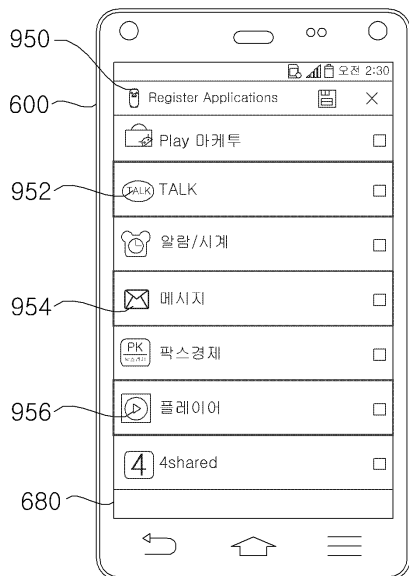 950
600
오전 2:30
Register Applications
Play 마케투
952
TALK TALK
알람/시계
954
메시지
PK
팍스경제
956
플레이어
4 4shared
680